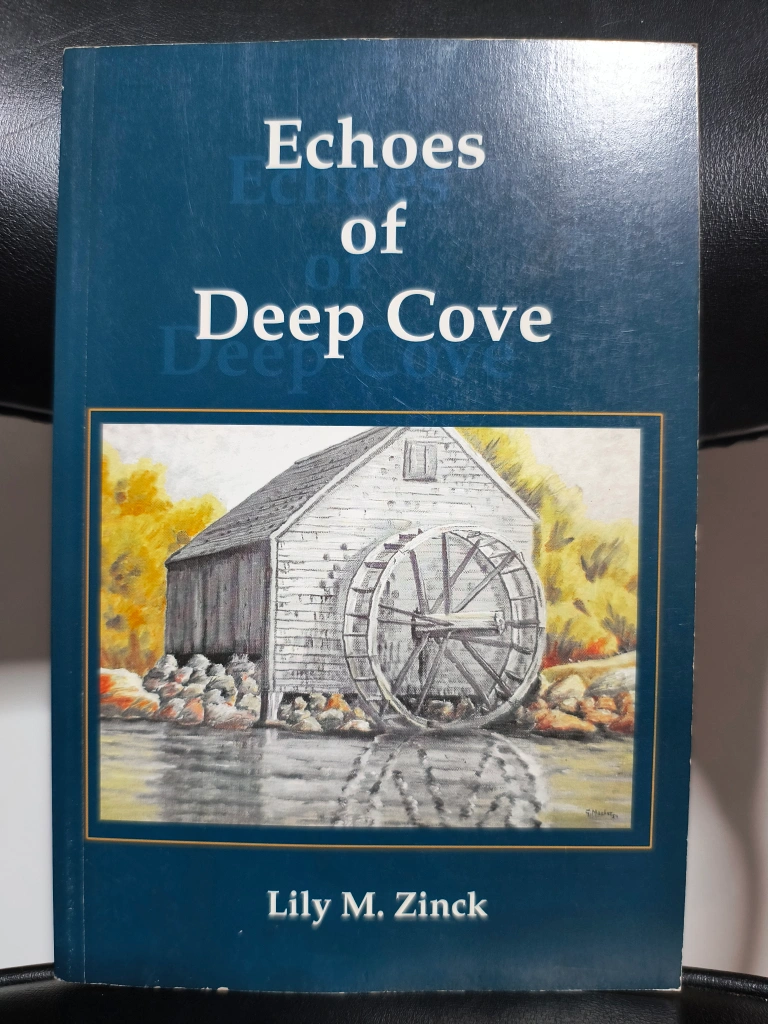 Echoes
of
Deep Cove
Lily M. Zinck